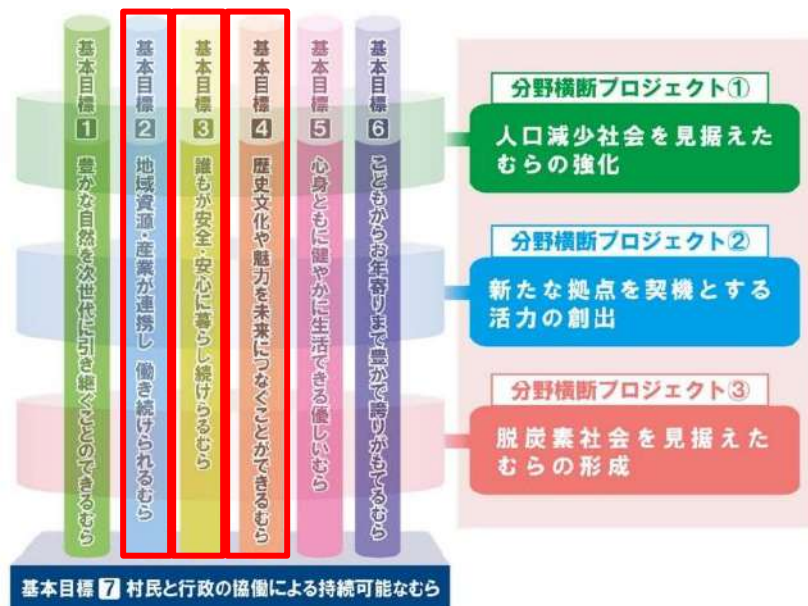 基本目標 1 豊かな自然を次世代に引き継ぐことのできるむら
基本目標 2 地域資源・産業が連携し 働き続けられるむら
基本目標 3 誰もが安全・安心に暮らし続けらるむら
基本目標 4 歴史文化や魅力を未来につなぐことができるむら
基本目標 5 心身ともに健やかに生活できる優しいむら
基本目標 6 こどもからお年寄りまで豊かで誇りがもてるむら
分野横断プロジェクト①
人口減少社会を見据えた
むらの強化
分野横断プロジェクト②
新たな拠点を契機とする
活力の創出
分野横断プロジェクト③
脱炭素社会を見据えた
むらの形成
基本目標 7 村民と行政の協働による持続可能なむら